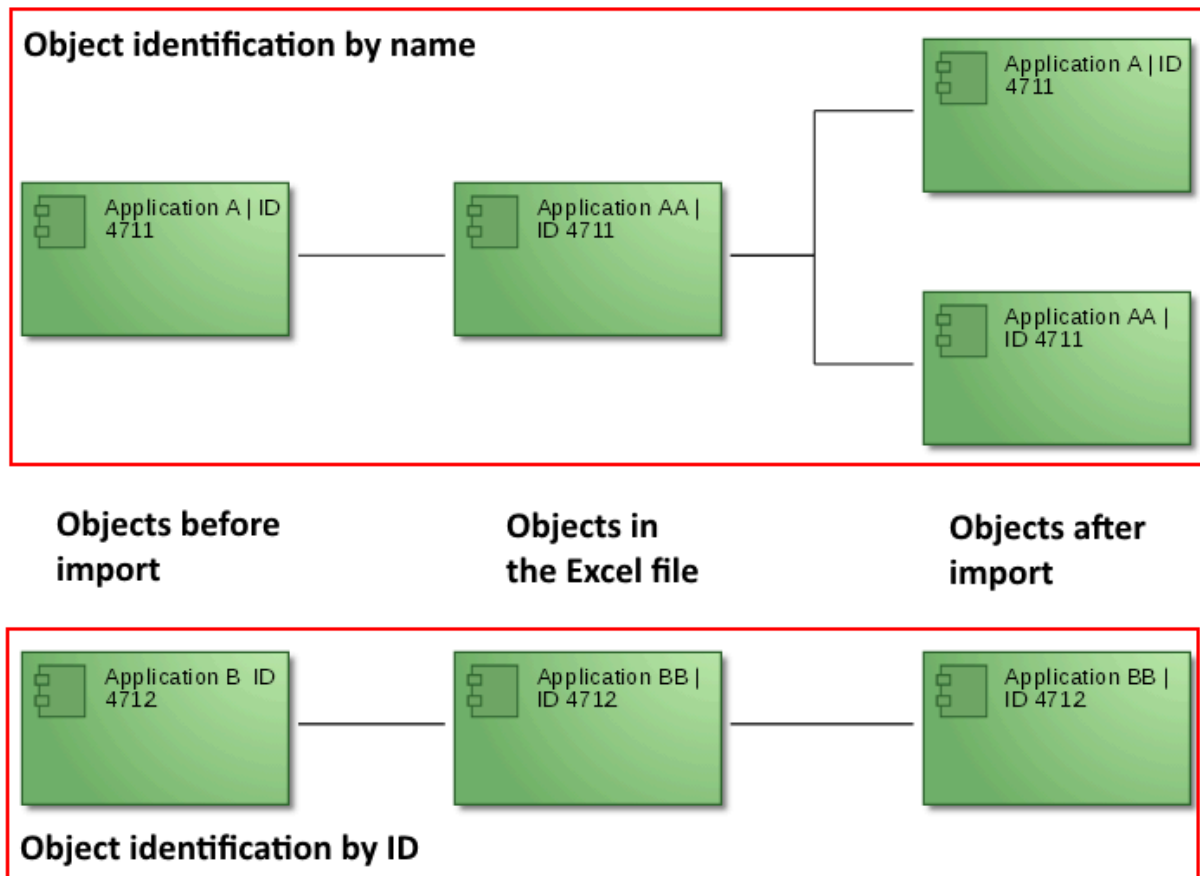 Object identification by name
Application A | ID
4711
Application A | ID
4711
Application AA |
ID 4711
Application AA |
ID 4711
Objects before
import
Objects in
the Excel file
Objects after
import
Application B ID
4712
Application BB |
ID 4712
Application BB |
ID 4712
Object identification by ID